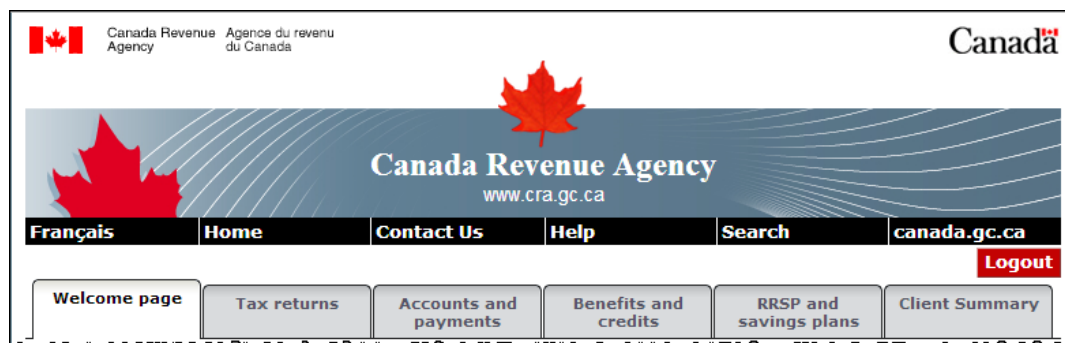 Canada Revenue Agency
Agence du revenu du Canada
Canada
Canada Revenue Agency
www.cra.gc.ca
Français Home Contact Us Help Search canada.gc.ca
Logout
Welcome page Tax returns Accounts and payments Benefits and credits RRSP and savings plans Client Summary